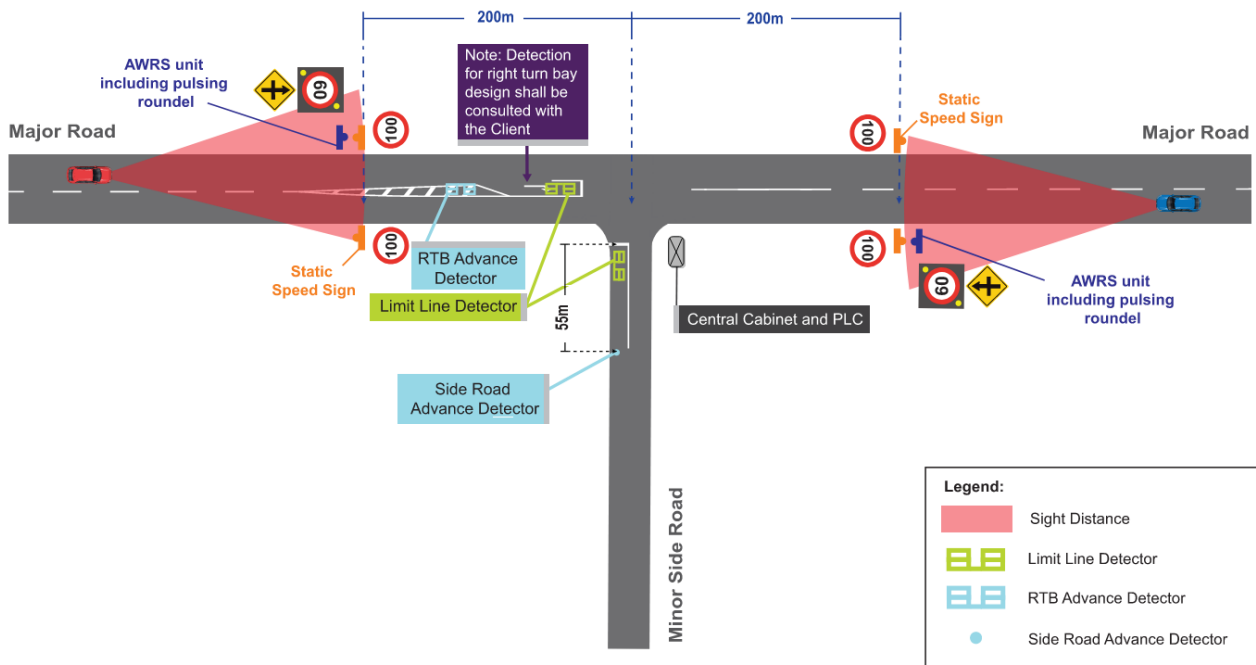 200m
200m
AWRS unit
including pulsing
roundel
60
Note: Detection
for right turn bay
design shall be
consulted with
the Client
Static
Speed Sign
Major Road
100
100
Major Road
100
100
Static
Speed Sign
RTB Advance
Detector
Limit Line Detector
55m
Central Cabinet and PLC
60
AWRS unit
including pulsing
roundel
Side Road
Advance Detector
Minor Side Road
Legend:
Sight Distance
Limit Line Detector
RTB Advance Detector
Side Road Advance Detector